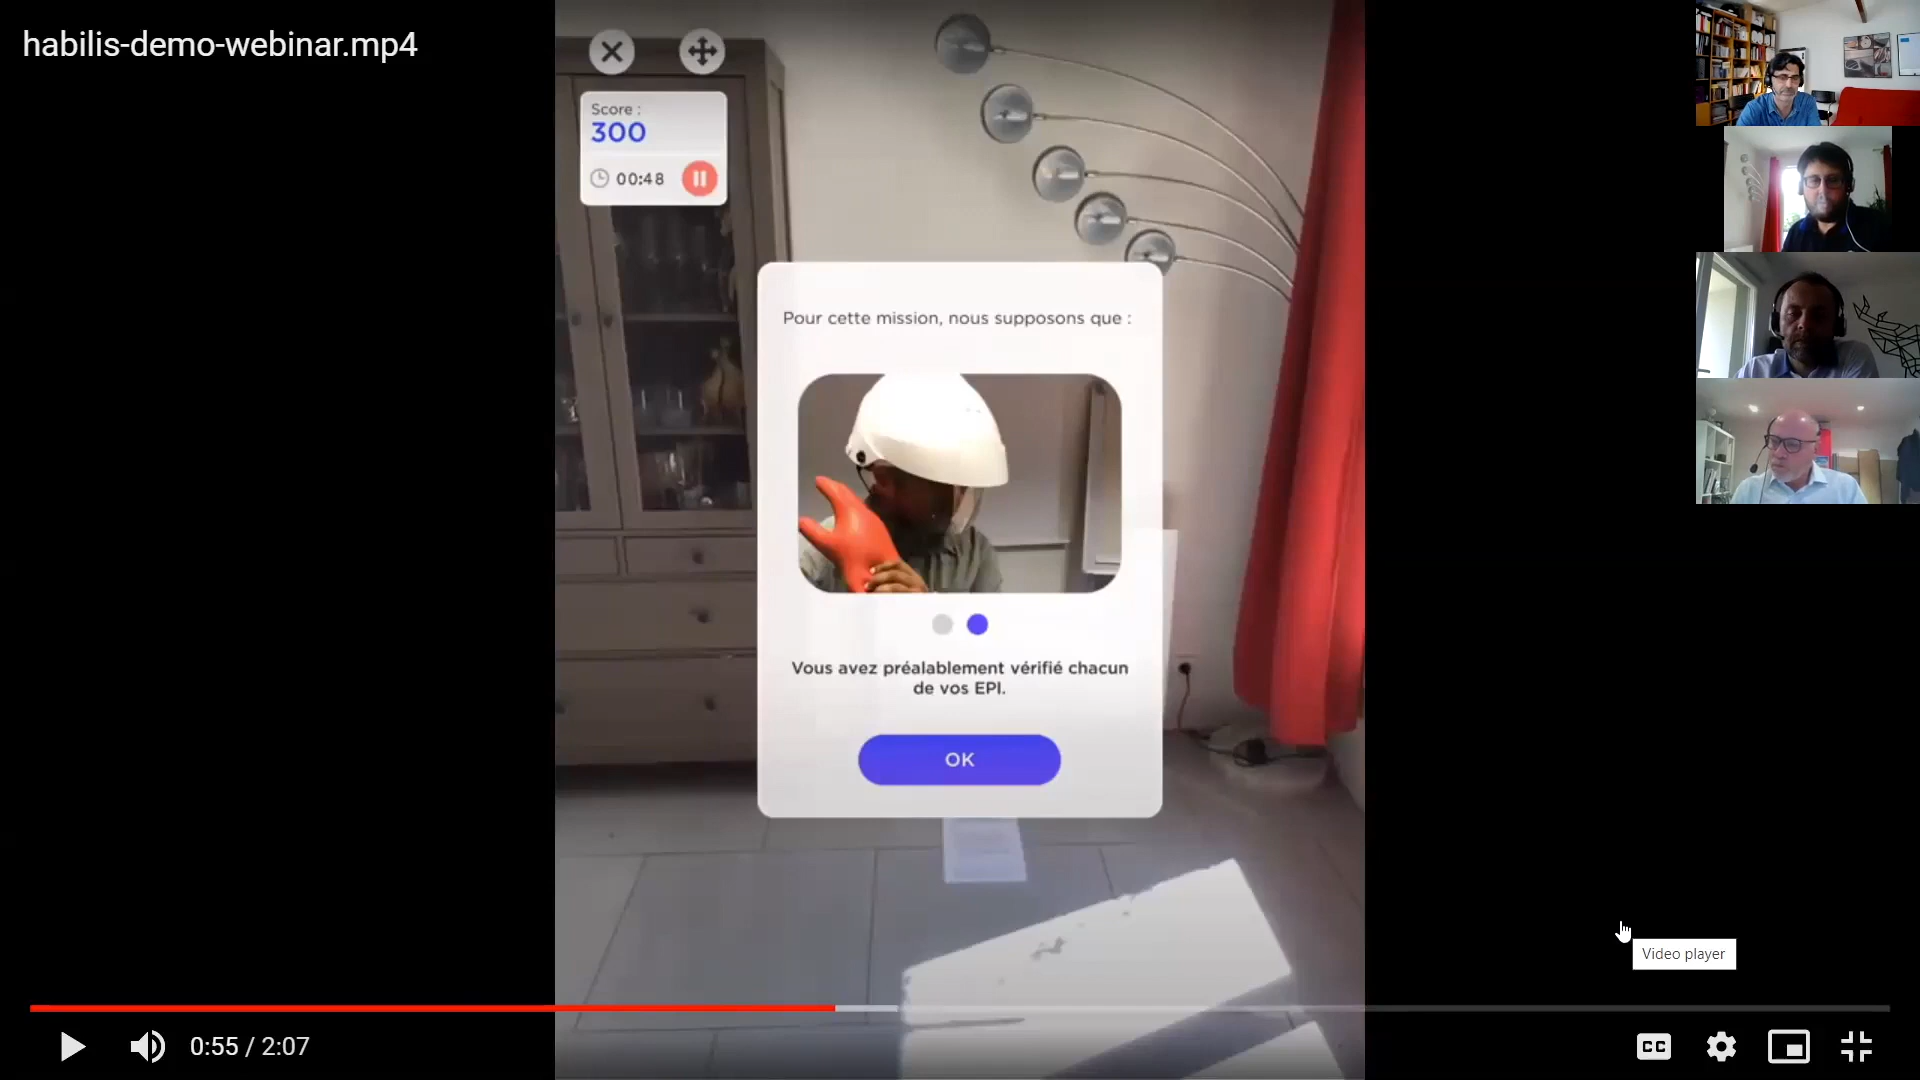 habilis-demo-webinar.mp4
Score :
300
00:48
Pour cette mission, nous supposons que :
Vous avez préalablement vérifié chacun
de vos EPI.
OK
Video player
0:55 / 2:07
CC